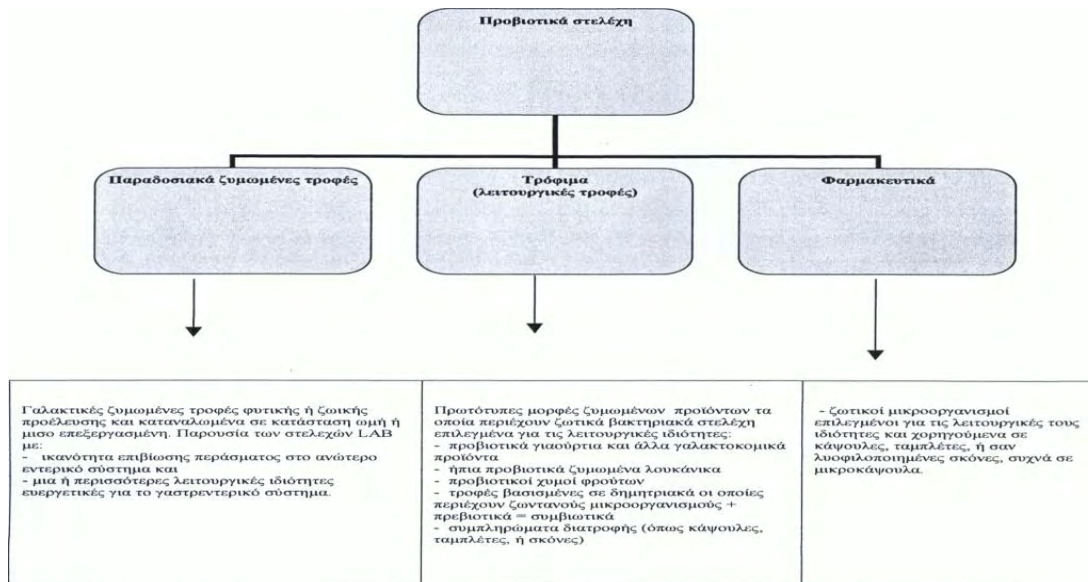 Προβιοτικά στελέχη
Παραδοσιακά ζυμωμένες τροφές
Τρόφιμα
(λειτουργικές τροφές)
Φαρμακευτικά
Γαλακτικές ζυμωμένες τροφές φυτικής ή ζωικής
προέλευσης και καταναλωμένα σε κατάσταση ωμή ή
μισο επεξεργασμένη. Παρουσία των στελεχών LAB
με:
- ικανότητα επιβίωσης περάσματος στο ανώτερο
εντερικό σύστημα και
- μια ή περισσότερες λειτουργικές ιδιότητες
ευεργετικές για το γαστρεντερικό σύστημα.
Πρωτότυπες μορφές ζυμωμένων προϊόντων τα
οποία περιέχουν ζωτικά βακτηριακά στελέχη
επιλεγμένα για τις λειτουργικές ιδιότητες:
- προβιοτικά γιαούρτια και άλλα γαλακτοκομικά
προϊόντα
- ήπια προβιοτικά ζυμωμένα λουκάνικα
- προβιοτικοί χυμοί φρούτων
- τροφές βασισμένες σε δημητριακά οι οποίες
περιέχουν ζωντανούς μικροοργανισμούς +
πρεβιοτικά = συμβιωτικά
- συμπληρώματα διατροφής (όπως κάψουλες,
ταμπλέτες, ή σκόνες)
- ζωτικοί μικροοργανισμοί
επιλεγμένοι για τις λειτουργικές τους
ιδιότητες και χορηγούμενα σε
κάψουλες, ταμπλέτες, ή σαν
λυοφιλοποιημένες σκόνες, συχνά σε
μικροκάψουλα.